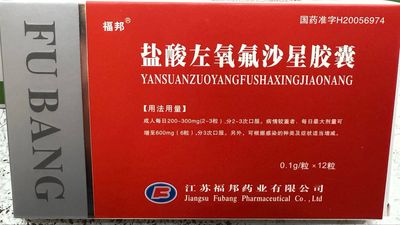 福邦®
国药准字H20056974
FU BANG
盐酸左氧氟沙星胶囊
YANSUANZUOYANGFUSHAXINGJIAONANG
【用法用量】
成人每日200-300mg(2-3粒)，分2-3次口服。病情较重者，每日最大剂量可
增至600mg(6粒)，分3次口服。另外，可根据感染的种类及症状适当增减。
0.1g/粒×12粒
江苏福邦药业有限公司
Jiangsu Fubang Pharmaceutical Co.,Ltd